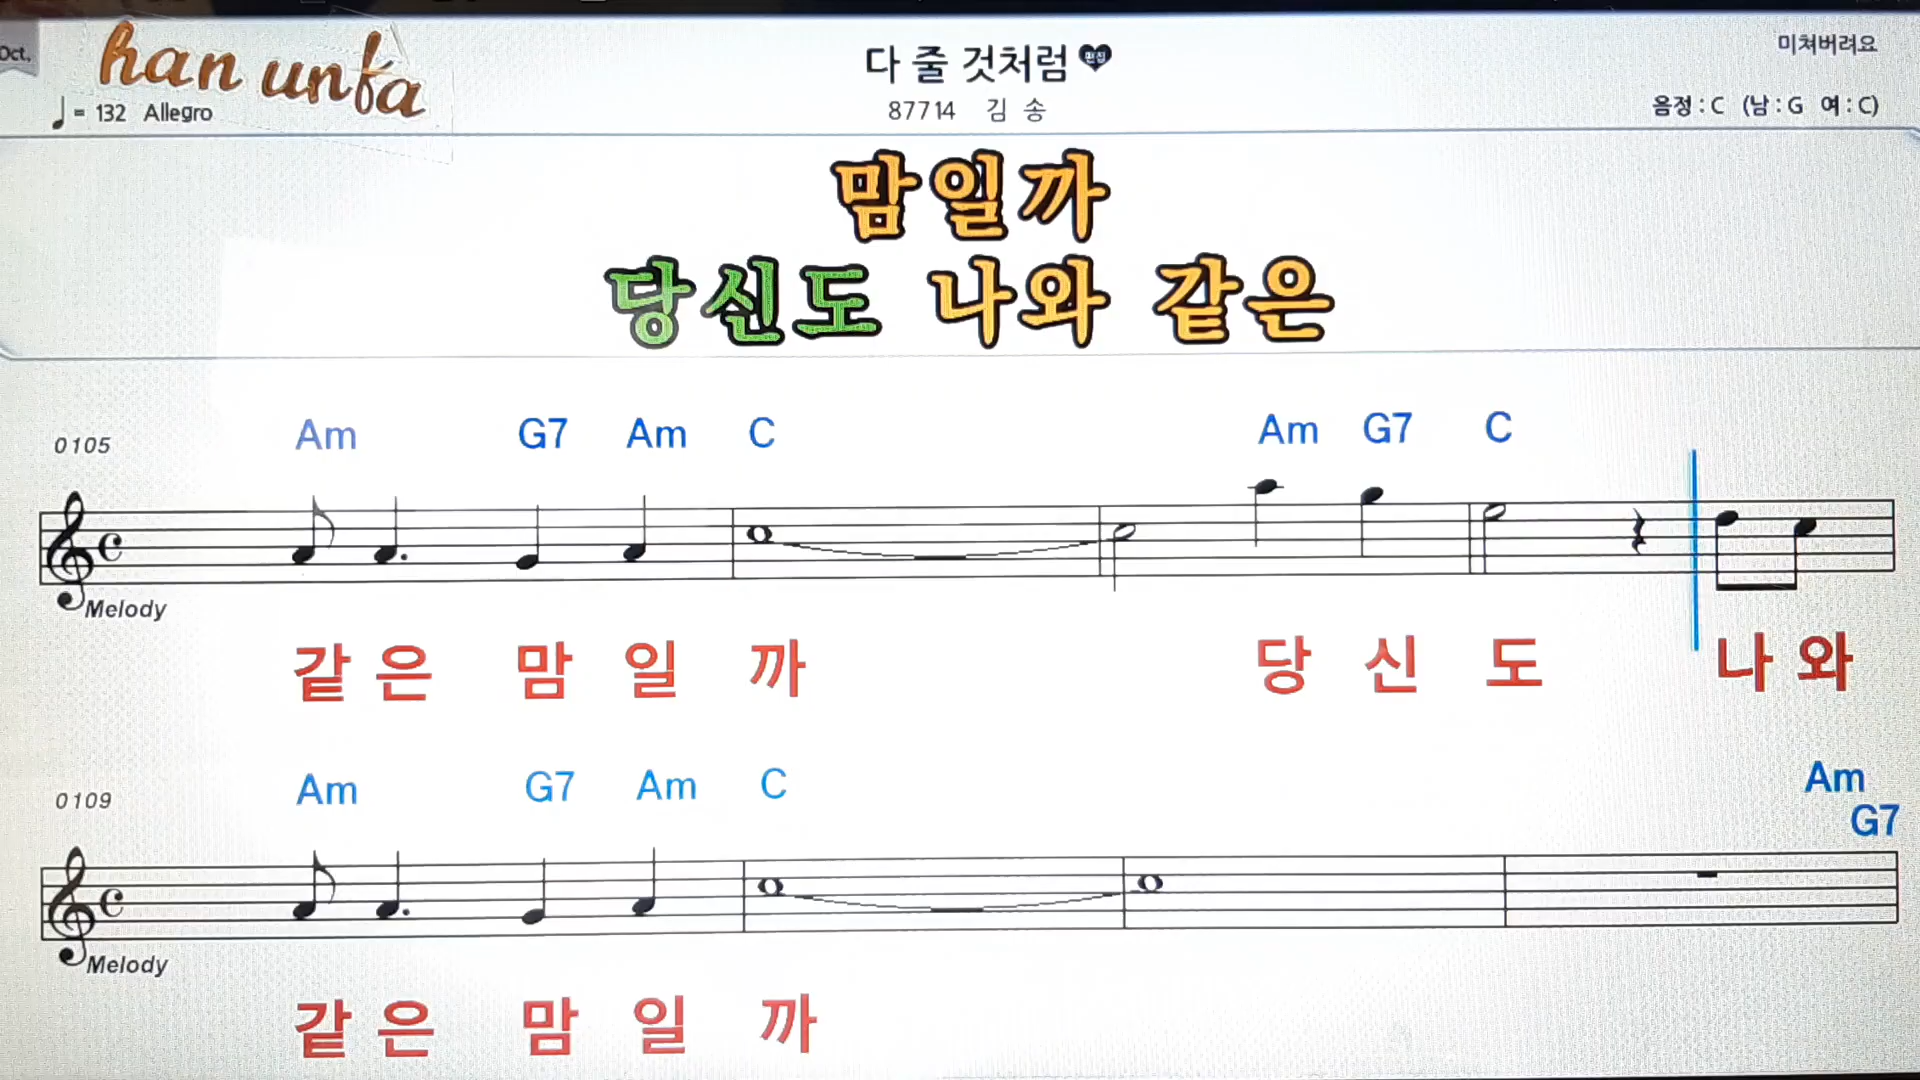 Oct.
han unfa
다 줄 것처럼
편집
미쳐버려요
= 132 Allegro
87714 김 송
음정 : C (남 : G 여 : C)
맘일까
당신도 나와 같은
Am G7 Am C Am G7 C
0105
Melody
같 은 맘 일 까 당 신 도 나 와
Am G7 Am C Am
G7
0109
Melody
같 은 맘 일 까